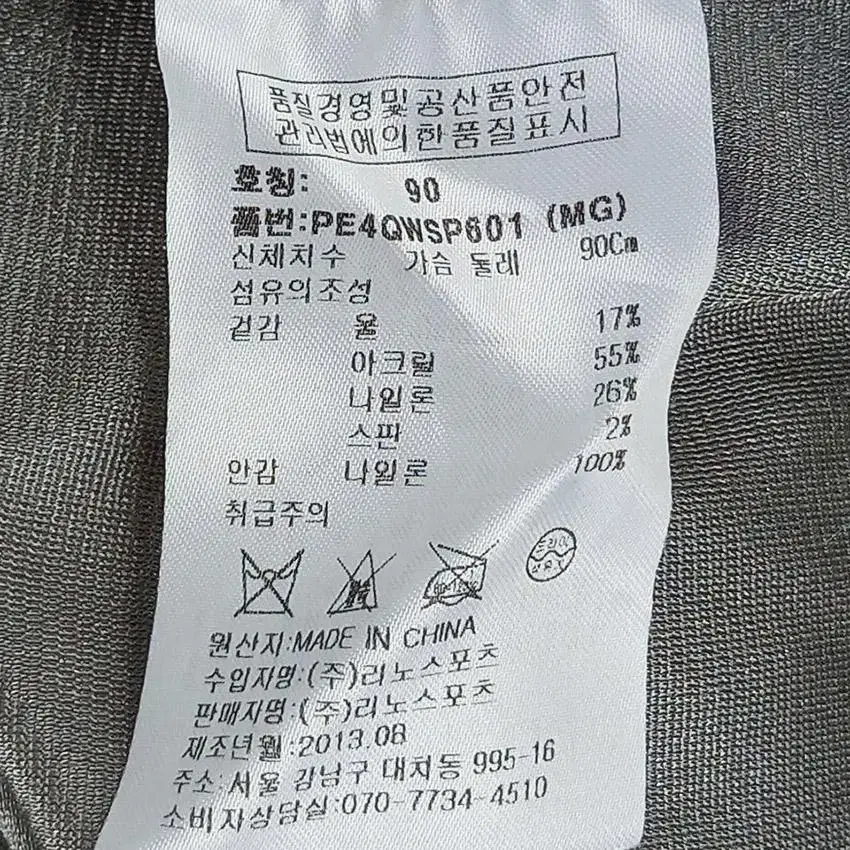 품질경영및공산품안전
관리법에의한품질표시
호칭: 90
품번:PE4QWSP601 (MG)
신체치수 가슴 둘레 90Cm
섬유의조성
겉감 울 17%
아크릴 55%
나일론 26%
스판 2%
안감 나일론 100%
취급주의
드라이
원산지:MADE IN CHINA
수입자명:(주)리노스포츠
판매자명:(주)리노스포츠
제조년월:2013.08
주소:서울 강남구 대치동 995-16
소비자상담실:070-7734-4510